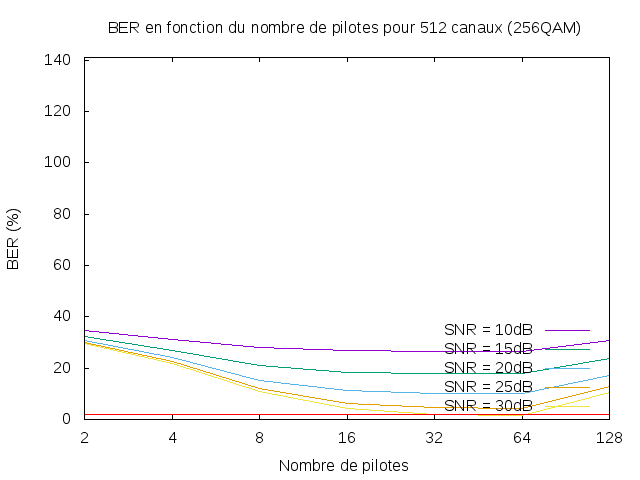 BER en fonction du nombre de pilotes pour 512 canaux (256QAM)
140
120
100
80
60
40
20
0
BER (%)
SNR = 10dB
SNR = 15dB
SNR = 20dB
SNR = 25dB
SNR = 30dB
2 4 8 16 32 64 128
Nombre de pilotes